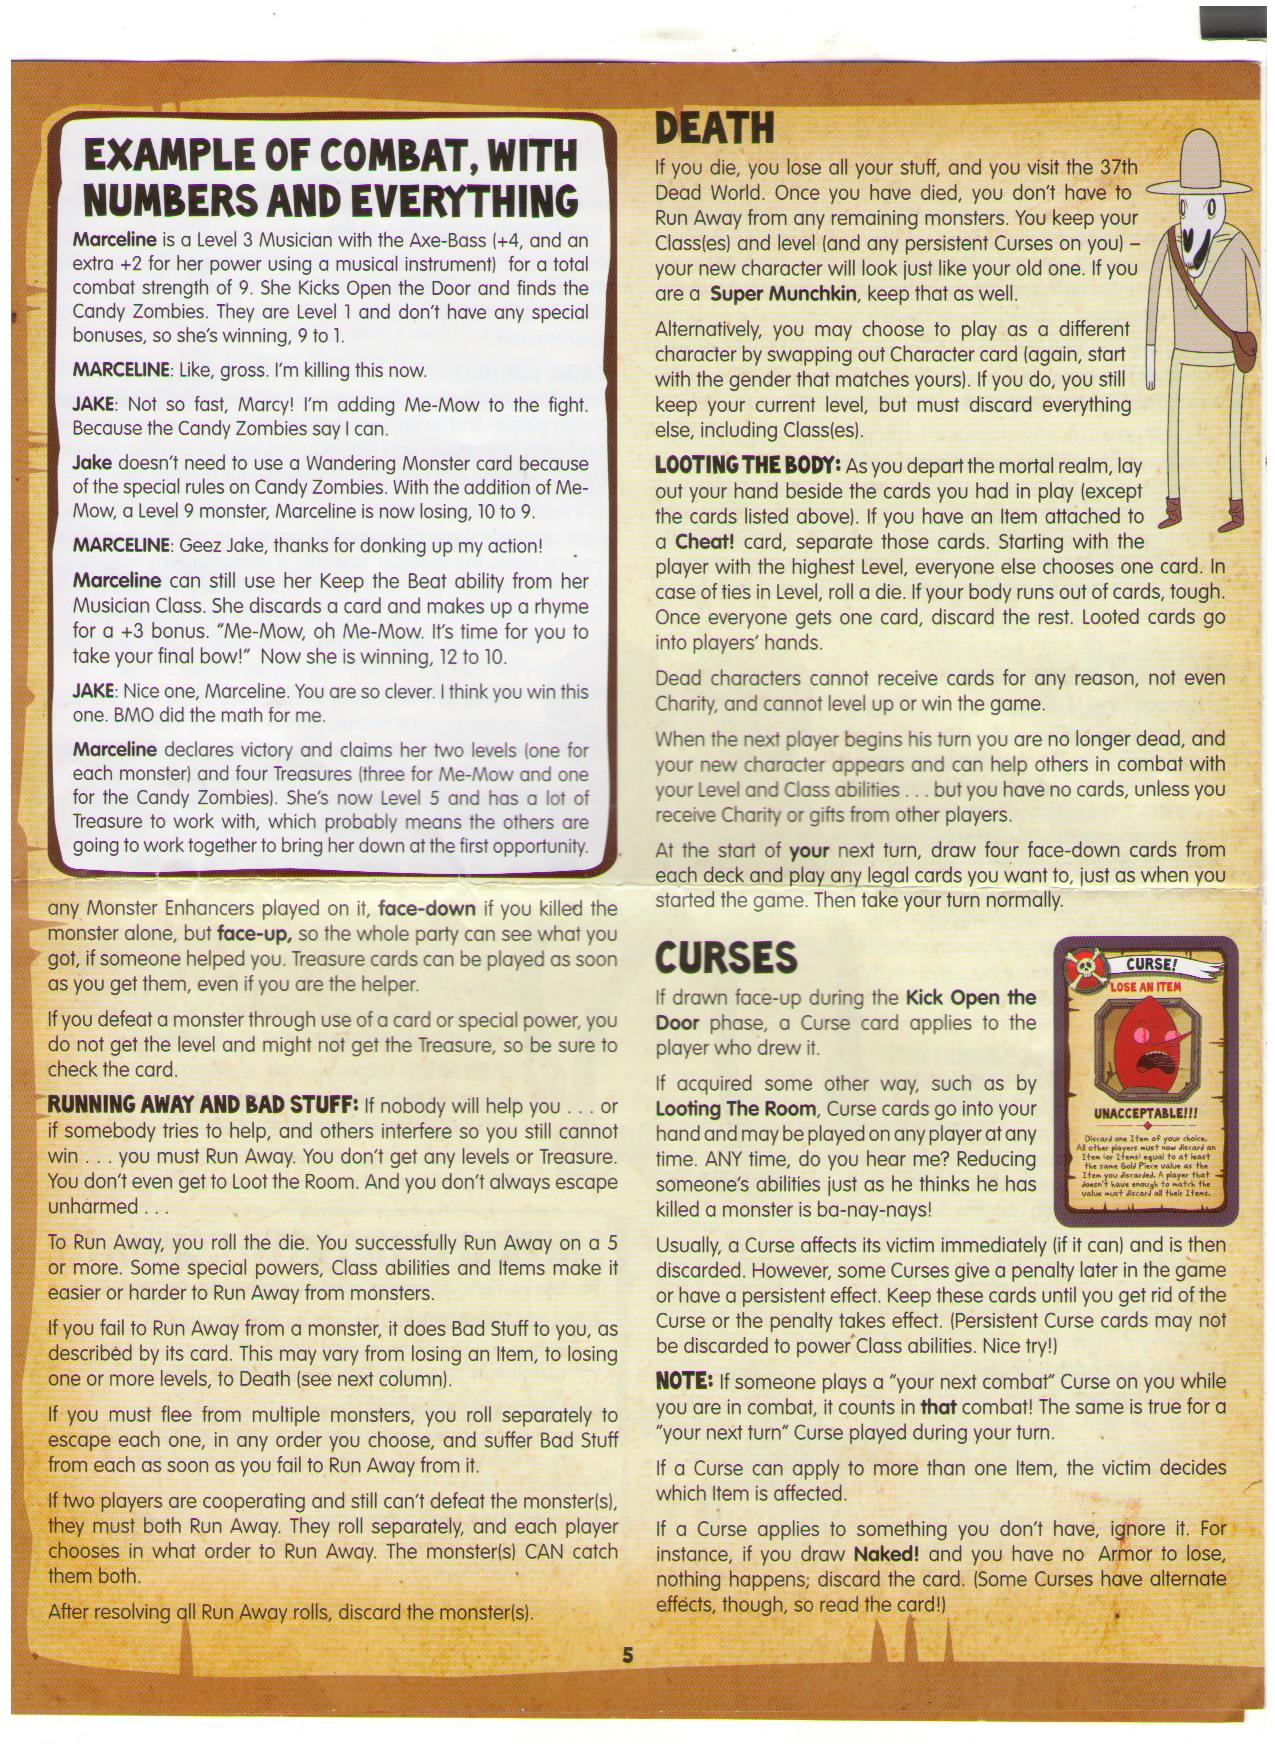 EXAMPLE OF COMBAT, WITH
NUMBERS AND EVERYTHING
Marceline is a Level 3 Musician with the Axe-Bass (+4, and an
extra +2 for her power using a musical instrument) for a total
combat strength of 9. She Kicks Open the Door and finds the
Candy Zombies. They are Level 1 and don't have any special
bonuses, so she's winning, 9 to 1.
MARCELINE: Like, gross. I'm killing this now.
JAKE: Not so fast, Marcy! I'm adding Me-Mow to the fight.
Because the Candy Zombies say I can.
Jake doesn't need to use a Wandering Monster card because
of the special rules on Candy Zombies. With the addition of Me-
Mow, a Level 9 monster, Marceline is now losing, 10 to 9.
MARCELINE: Geez Jake, thanks for donking up my action!
Marceline can still use her Keep the Beat ability from her
Musician Class. She discards a card and makes up a rhyme
for a +3 bonus. "Me-Mow, oh Me-Mow. It's time for you to
take your final bow!" Now she is winning, 12 to 10.
JAKE: Nice one, Marceline. You are so clever. I think you win this
one. BMO did the math for me.
Marceline declares victory and claims her two levels (one for
each monster) and four Treasures (three for Me-Mow and one
for the Candy Zombies). She's now Level 5 and has a lot of
Treasure to work with, which probably means the others are
going to work together to bring her down at the first opportunity.
any Monster Enhancers played on it, face-down if you killed the
monster alone, but face-up, so the whole party can see what you
got, if someone helped you. Treasure cards can be played as soon
as you get them, even if you are the helper.
If you defeat a monster through use of a card or special power, you
do not get the level and might not get the Treasure, so be sure to
check the card.
RUNNING AWAY AND BAD STUFF: If nobody will help you . . . or
if somebody tries to help, and others interfere so you still cannot
win . . . you must Run Away. You don't get any levels or Treasure.
You don't even get to Loot the Room. And you don't always escape
unharmed . . .
To Run Away, you roll the die. You successfully Run Away on a 5
or more. Some special powers, Class abilities and Items make it
easier or harder to Run Away from monsters.
If you fail to Run Away from a monster, it does Bad Stuff to you, as
described by its card. This may vary from losing an Item, to losing
one or more levels, to Death (see next column).
If you must flee from multiple monsters, you roll separately to
escape each one, in any order you choose, and suffer Bad Stuff
from each as soon as you fail to Run Away from it.
If two players are cooperating and still can't defeat the monster(s),
they must both Run Away. They roll separately, and each player
chooses in what order to Run Away. The monster(s) CAN catch
them both.
After resolving all Run Away rolls, discard the monster(s).
DEATH
If you die, you lose all your stuff, and you visit the 37th
Dead World. Once you have died, you don't have to
Run Away from any remaining monsters. You keep your
Class(es) and level (and any persistent Curses on you) –
your new character will look just like your old one. If you
are a Super Munchkin, keep that as well.
Alternatively, you may choose to play as a different
character by swapping out Character card (again, start
with the gender that matches yours). If you do, you still
keep your current level, but must discard everything
else, including Class(es).
LOOTING THE BODY: As you depart the mortal realm, lay
out your hand beside the cards you had in play (except
the cards listed above). If you have an Item attached to
a Cheat! card, separate those cards. Starting with the
player with the highest Level, everyone else chooses one card. In
case of ties in Level, roll a die. If your body runs out of cards, tough.
Once everyone gets one card, discard the rest. Looted cards go
into players' hands.
Dead characters cannot receive cards for any reason, not even
Charity, and cannot level up or win the game.
When the next player begins his turn you are no longer dead, and
your new character appears and can help others in combat with
your Level and Class abilities . . . but you have no cards, unless you
receive Charity or gifts from other players.
At the start of your next turn, draw four face-down cards from
each deck and play any legal cards you want to, just as when you
started the game. Then take your turn normally.
CURSES
If drawn face-up during the Kick Open the
Door phase, a Curse card applies to the
player who drew it.
If acquired some other way, such as by
Looting The Room, Curse cards go into your
hand and may be played on any player at any
time. ANY time, do you hear me? Reducing
someone's abilities just as he thinks he has
killed a monster is ba-nay-nays!
CURSE!
LOSE AN ITEM
UNACCEPTABLE!!!
Discard one Item of your choice.
All other players must now discard an
Item (or Items) equal to at least
the same Gold Piece value as the
Item you discarded. A player that
doesn't have enough to match the
value must discard all their Items.
Usually, a Curse affects its victim immediately (if it can) and is then
discarded. However, some Curses give a penalty later in the game
or have a persistent effect. Keep these cards until you get rid of the
Curse or the penalty takes effect. (Persistent Curse cards may not
be discarded to power Class abilities. Nice try!)
NOTE: If someone plays a "your next combat" Curse on you while
you are in combat, it counts in that combat! The same is true for a
"your next turn" Curse played during your turn.
If a Curse can apply to more than one Item, the victim decides
which Item is affected.
If a Curse applies to something you don't have, ignore it. For
instance, if you draw Naked! and you have no Armor to lose,
nothing happens; discard the card. (Some Curses have alternate
effects, though, so read the card!)
5